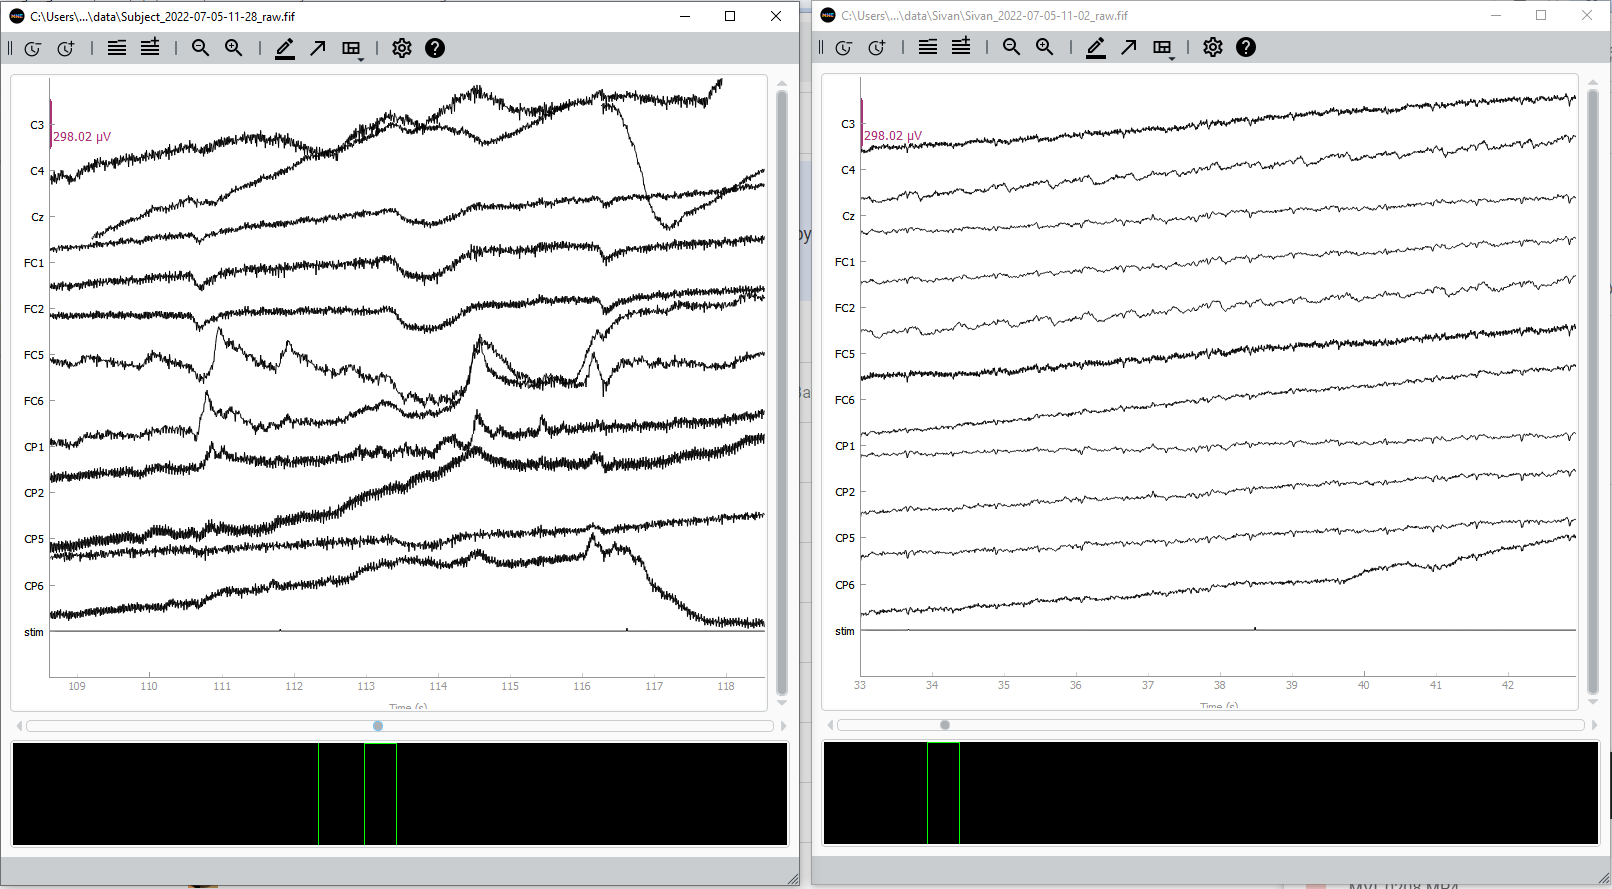 C:\Users\...\data\Subject_2022-07-05-11-28_raw.fif
C3
298.02 µV
C4
Cz
FC1
FC2
FC5
FC6
CP1
CP2
CP5
CP6
stim
109 110 111 112 113 114 115 116 117 118
Time (s)
C:\Users\...\data\Sivan\Sivan_2022-07-05-11-02_raw.fif
C3
298.02 µV
C4
Cz
FC1
FC2
FC5
FC6
CP1
CP2
CP5
CP6
stim
33 34 35 36 37 38 39 40 41 42
Time (s)
by